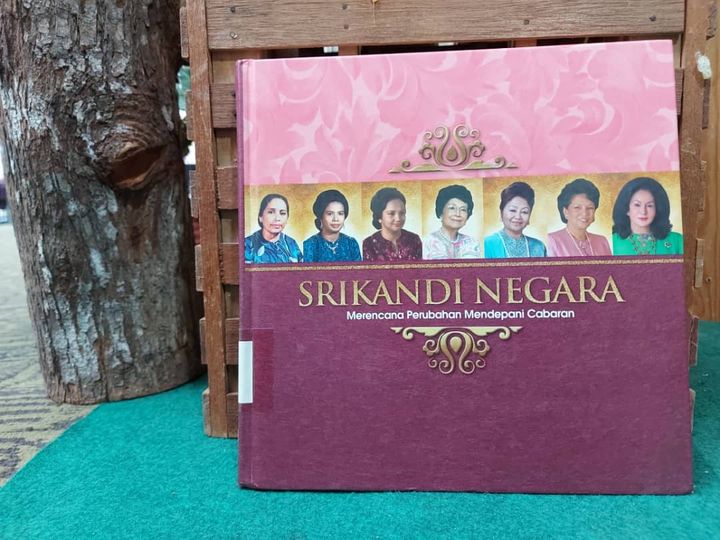 SRIKANDI NEGARA
Merencana Perubahan Mendepani Cabaran